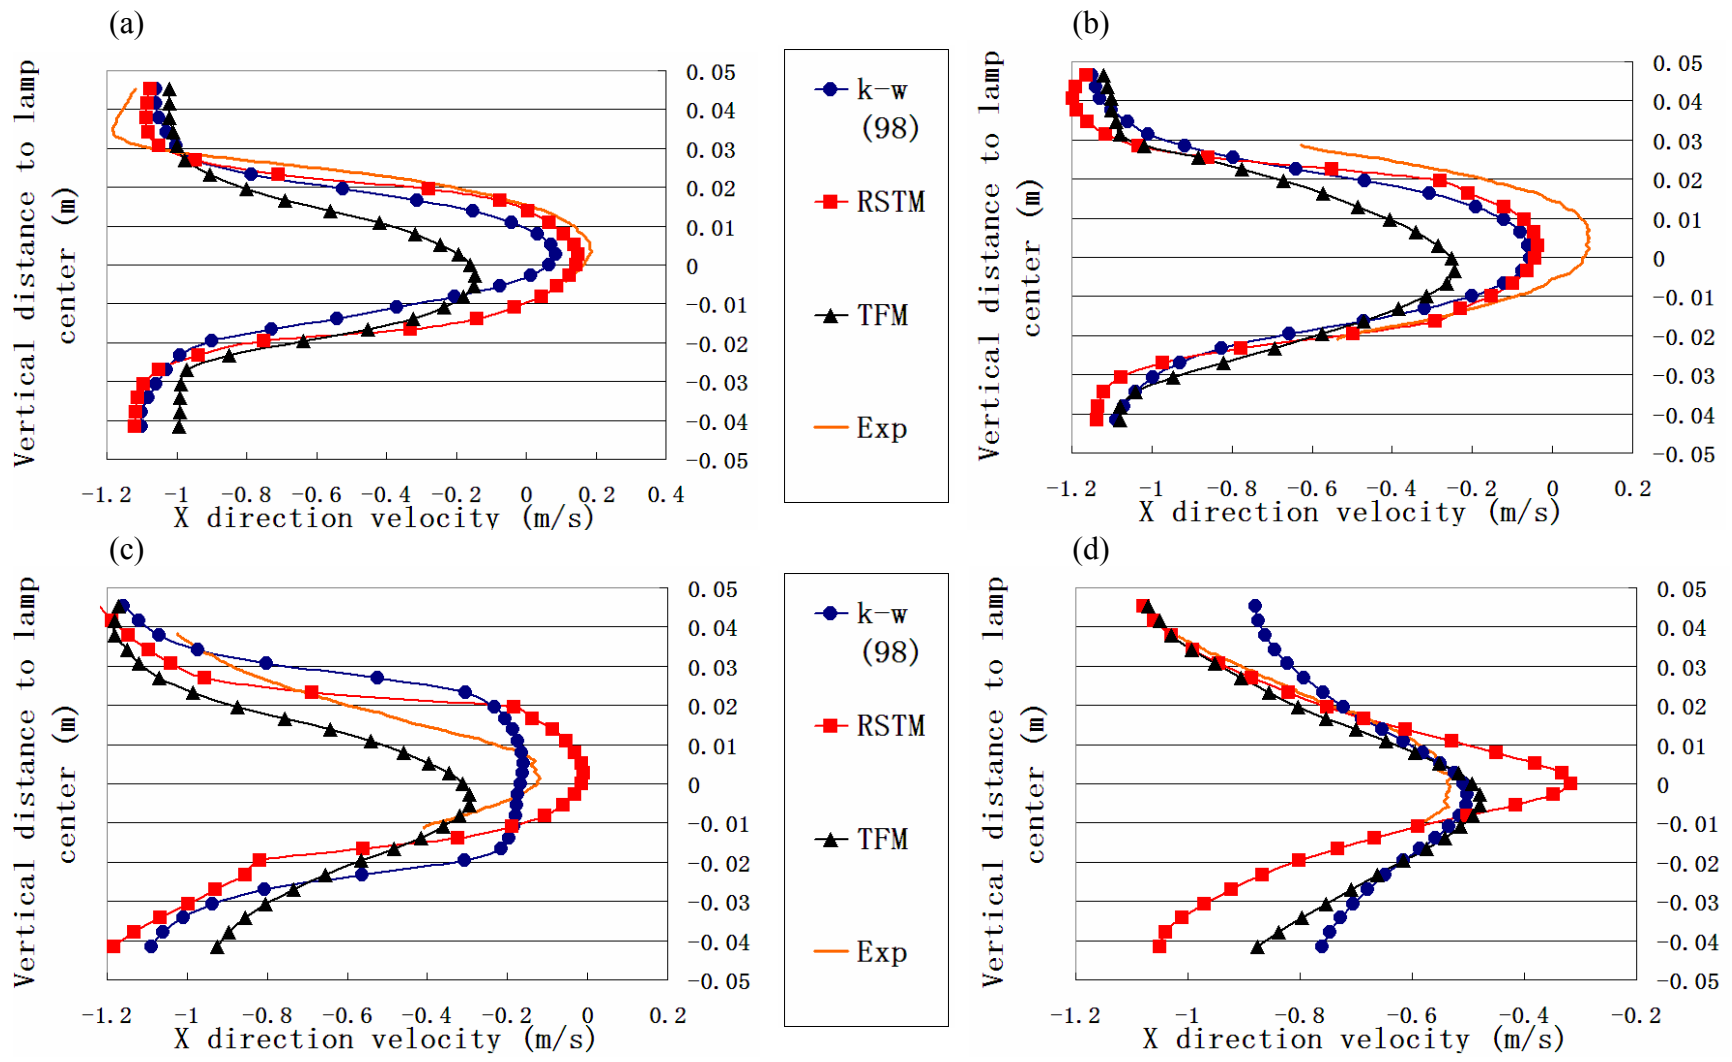 (a)
Vertical distance to lamp
center (m)
0.05
0.04
0.03
0.02
0.01
0
-0.01
-0.02
-0.03
-0.04
-0.05
-1.2 -1 -0.8 -0.6 -0.4 -0.2 0 0.2 0.4
X direction velocity (m/s)
k-w
(98)
RSTM
TFM
Exp
(b)
Vertical distance to lamp
center (m)
0.05
0.04
0.03
0.02
0.01
0
-0.01
-0.02
-0.03
-0.04
-0.05
-1.2 -1 -0.8 -0.6 -0.4 -0.2 0 0.2
X direction velocity (m/s)
(c)
Vertical distance to lamp
center (m)
0.05
0.04
0.03
0.02
0.01
0
-0.01
-0.02
-0.03
-0.04
-0.05
-1.2 -1 -0.8 -0.6 -0.4 -0.2 0 0.2
X direction velocity (m/s)
k-w
(98)
RSTM
TFM
Exp
(d)
Vertical distance to lamp
center (m)
0.05
0.04
0.03
0.02
0.01
0
-0.01
-0.02
-0.03
-0.04
-0.05
-1.2 -1 -0.8 -0.6 -0.4 -0.2
X direction velocity (m/s)